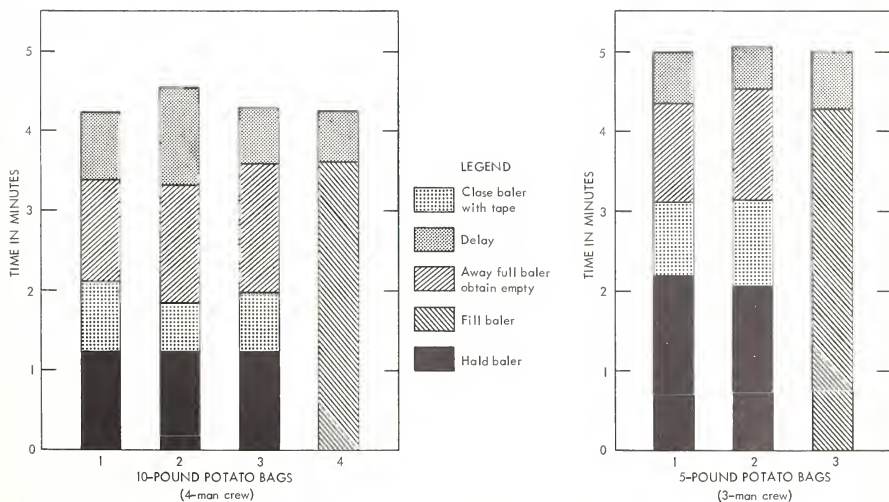 TIME IN MINUTES
5
4
3
2
1
0
1 2 3 4
10-POUND POTATO BAGS
(4-man crew)
LEGEND
Clase baler
with tape
Delay
Away full baler
obtain empty
Fill baler
Hald baler
TIME IN MINUTES
5
4
3
2
1
0
1 2 3
5-POUND POTATO BAGS
(3-man crew)